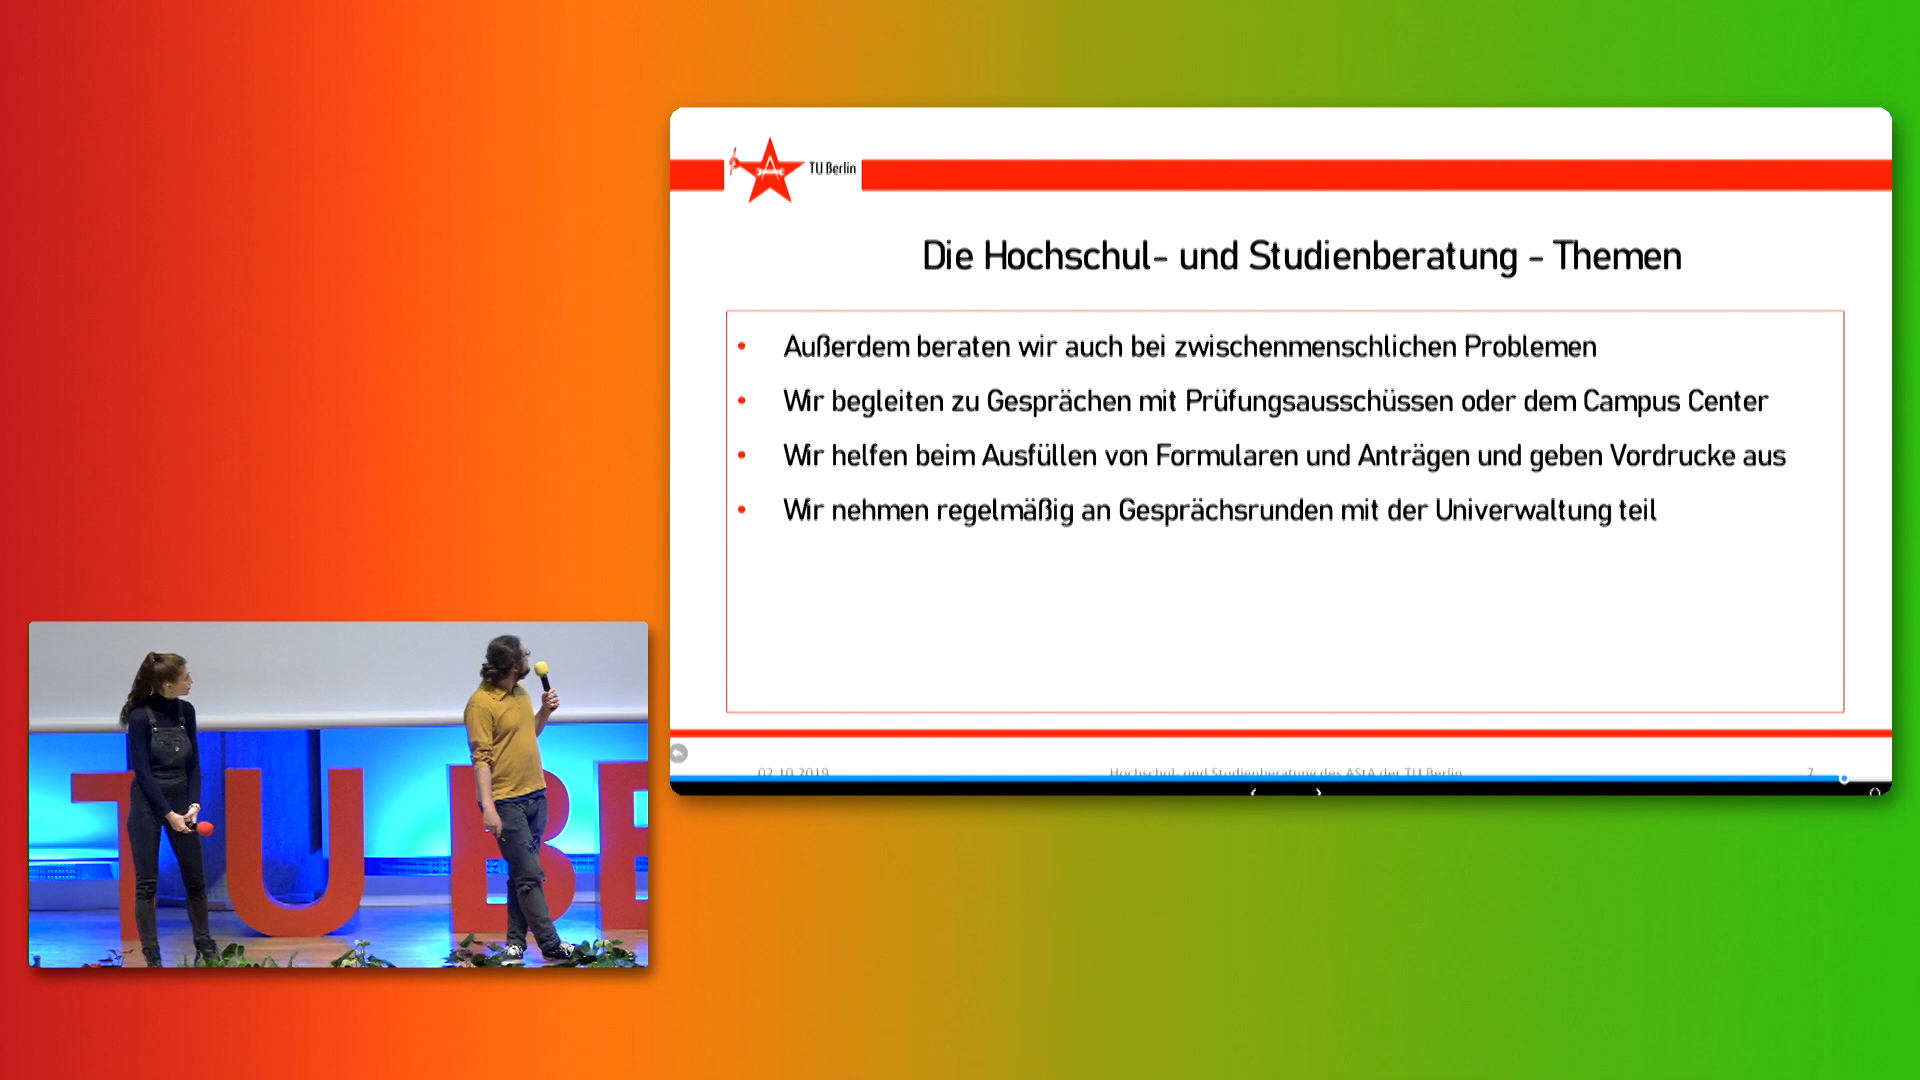 TU Berlin
Die Hochschul- und Studienberatung - Themen
• Außerdem beraten wir auch bei zwischenmenschlichen Problemen
• Wir begleiten zu Gesprächen mit Prüfungsausschüssen oder dem Campus Center
• Wir helfen beim Ausfüllen von Formularen und Anträgen und geben Vordrucke aus
• Wir nehmen regelmäßig an Gesprächsrunden mit der Univerwaltung teil
02.10.2019
Hochschul- und Studienberatung des AStA der TU Berlin
7
TU BE